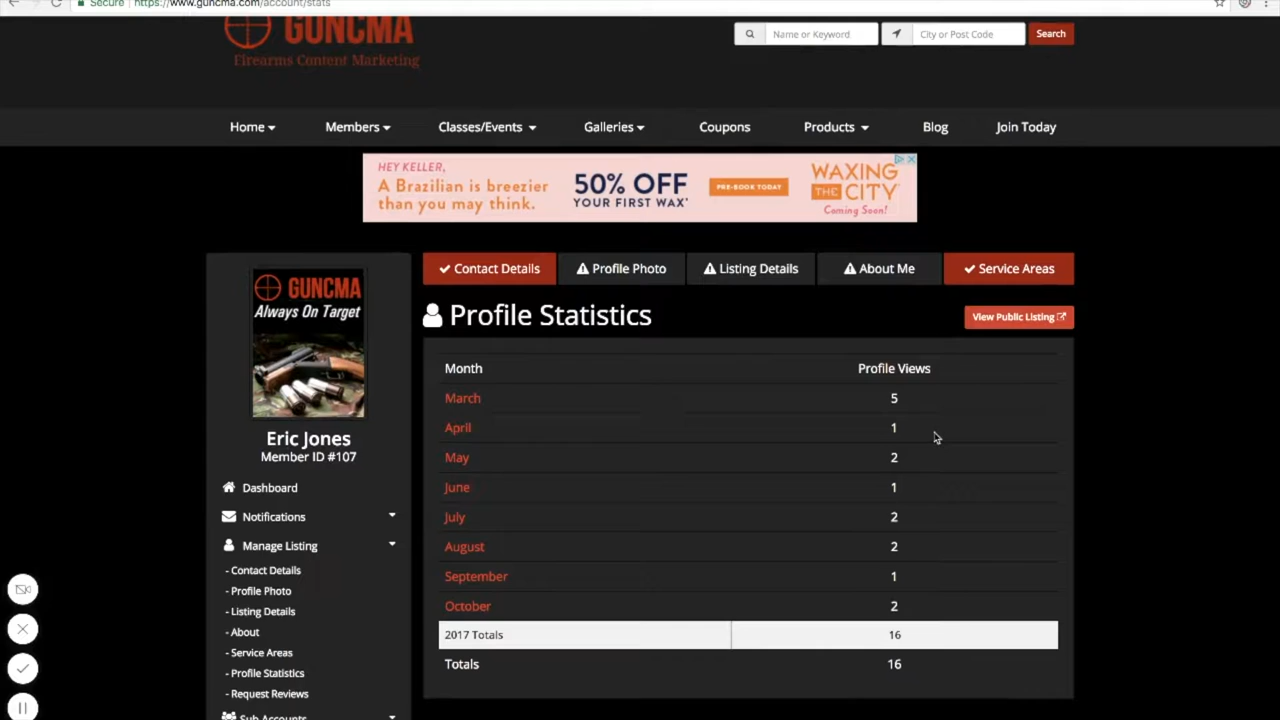 Secure https://www.guncma.com/account/stats
GUNCMA
Firearms Content Marketing
Name or Keyword
City or Post Code
Search
Home
Members
Classes/Events
Galleries
Coupons
Products
Blog
Join Today
HEY KELLER,
A Brazilian is breezier
than you may think.
50% OFF
YOUR FIRST WAX*
PRE-BOOK TODAY
WAXING
THE CITY
Coming Soon!
GUNCMA
Always On Target
Eric Jones
Member ID #107
Dashboard
Notifications
Manage Listing
- Contact Details
- Profile Photo
- Listing Details
- About
- Service Areas
- Profile Statistics
- Request Reviews
Sub Accounts
Contact Details
Profile Photo
Listing Details
About Me
Service Areas
Profile Statistics
View Public Listing
Month Profile Views
March 5
April 1
May 2
June 1
July 2
August 2
September 1
October 2
2017 Totals 16
Totals 16